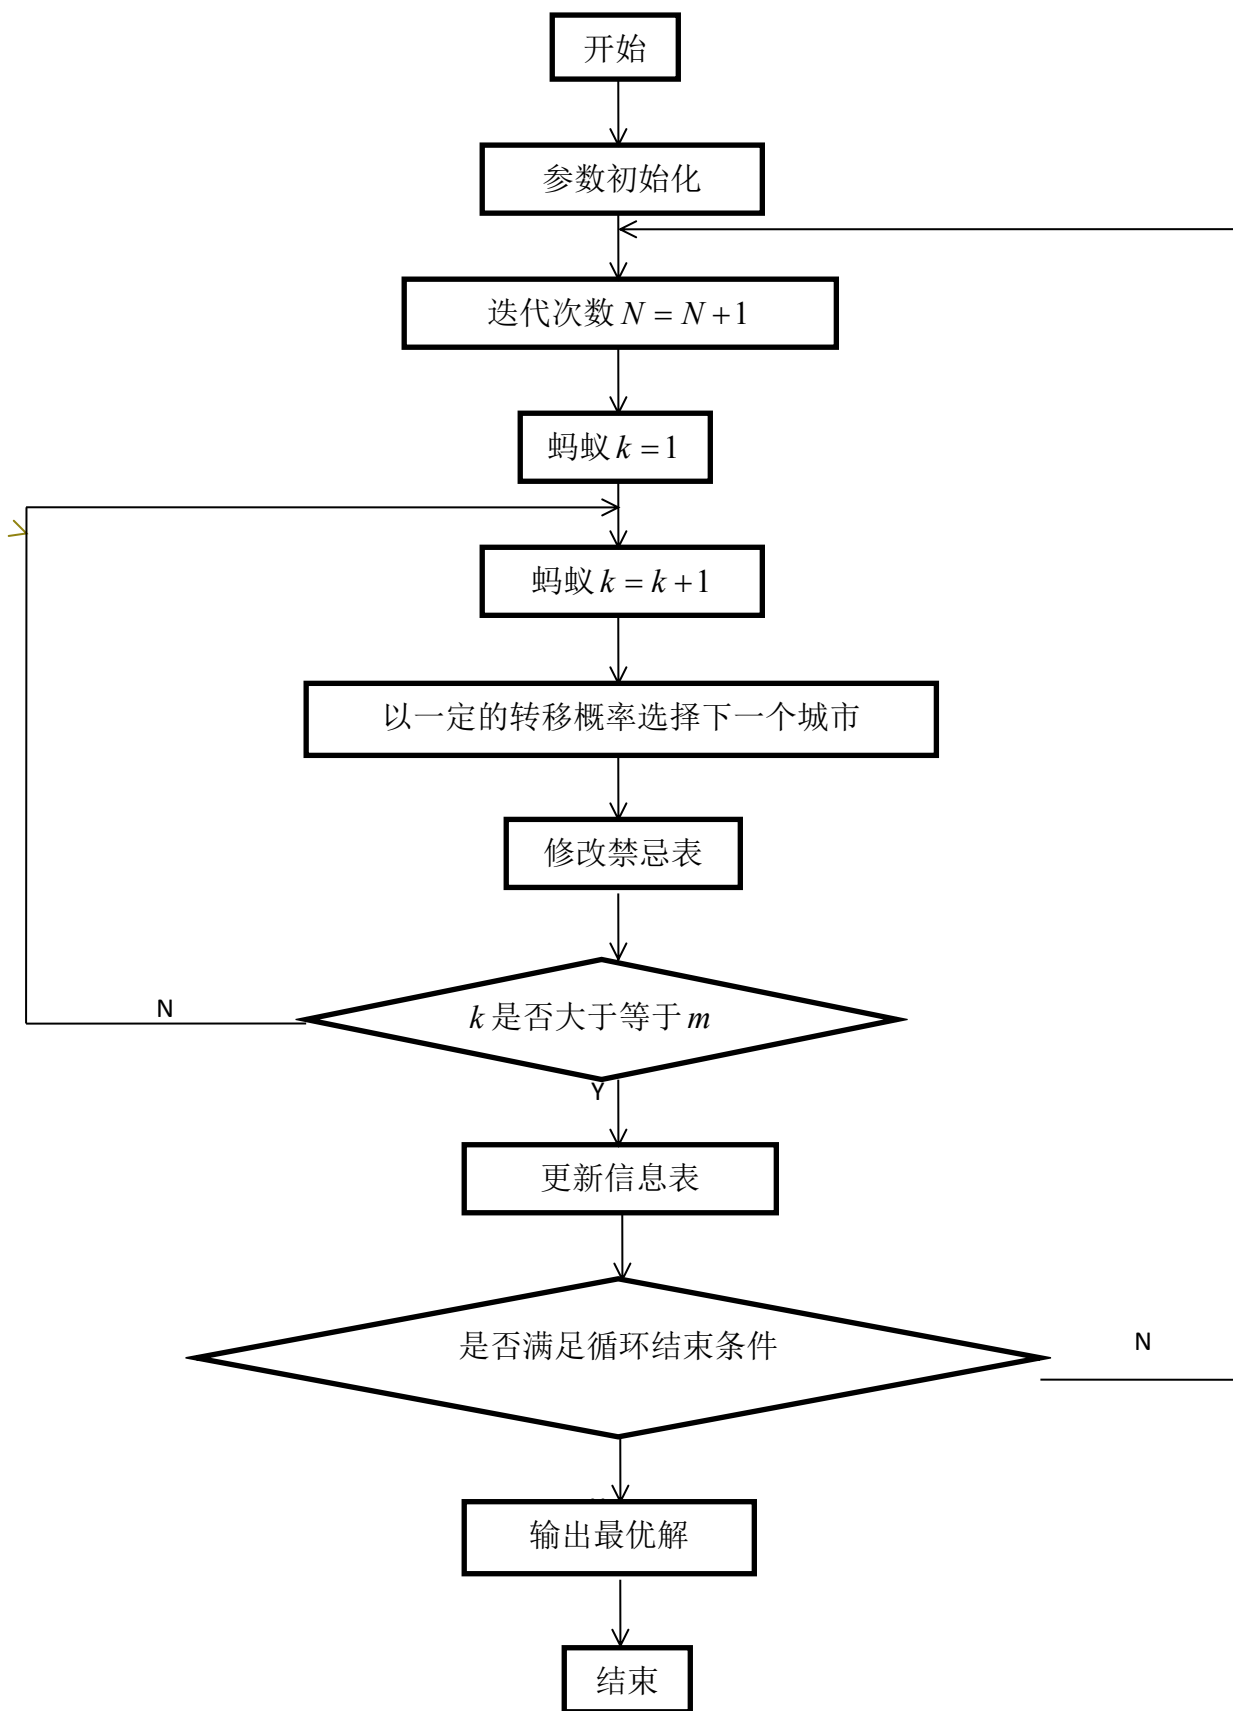 开始
参数初始化
迭代次数 N = N + 1
蚂蚁 k = 1
蚂蚁 k = k + 1
以一定的转移概率选择下一个城市
修改禁忌表
N
k 是否大于等于 m
Y
更新信息表
是否满足循环结束条件
N
输出最优解
结束